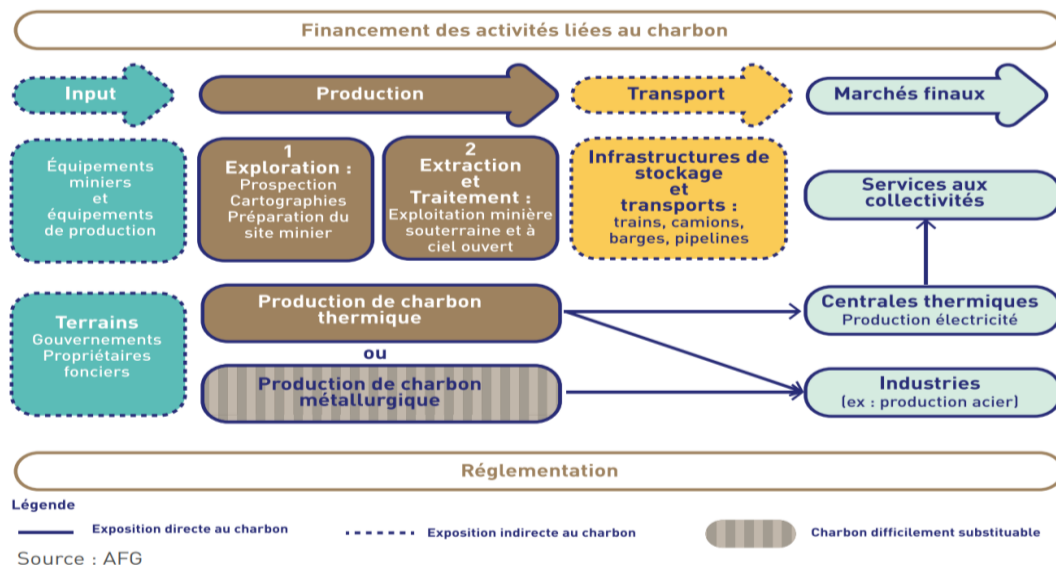 Financement des activités liées au charbon
Input
Production
Transport
Marchés finaux
Équipements
miniers
et
équipements
de production
1
Exploration :
Prospection
Cartographies
Préparation du
site minier
2
Extraction
et
Traitement :
Exploitation minière
souterraine et à
ciel ouvert
Infrastructures de
stockage
et
transports :
trains, camions,
barges, pipelines
Services aux
collectivités
Terrains
Gouvernements
Propriétaires
fonciers
Production de charbon
thermique
ou
Production de charbon
métallurgique
Centrales thermiques
Production électricité
Industries
(ex : production acier)
Réglementation
Légende
Exposition directe au charbon
Exposition indirecte au charbon
Charbon difficilement substituable
Source : AFG